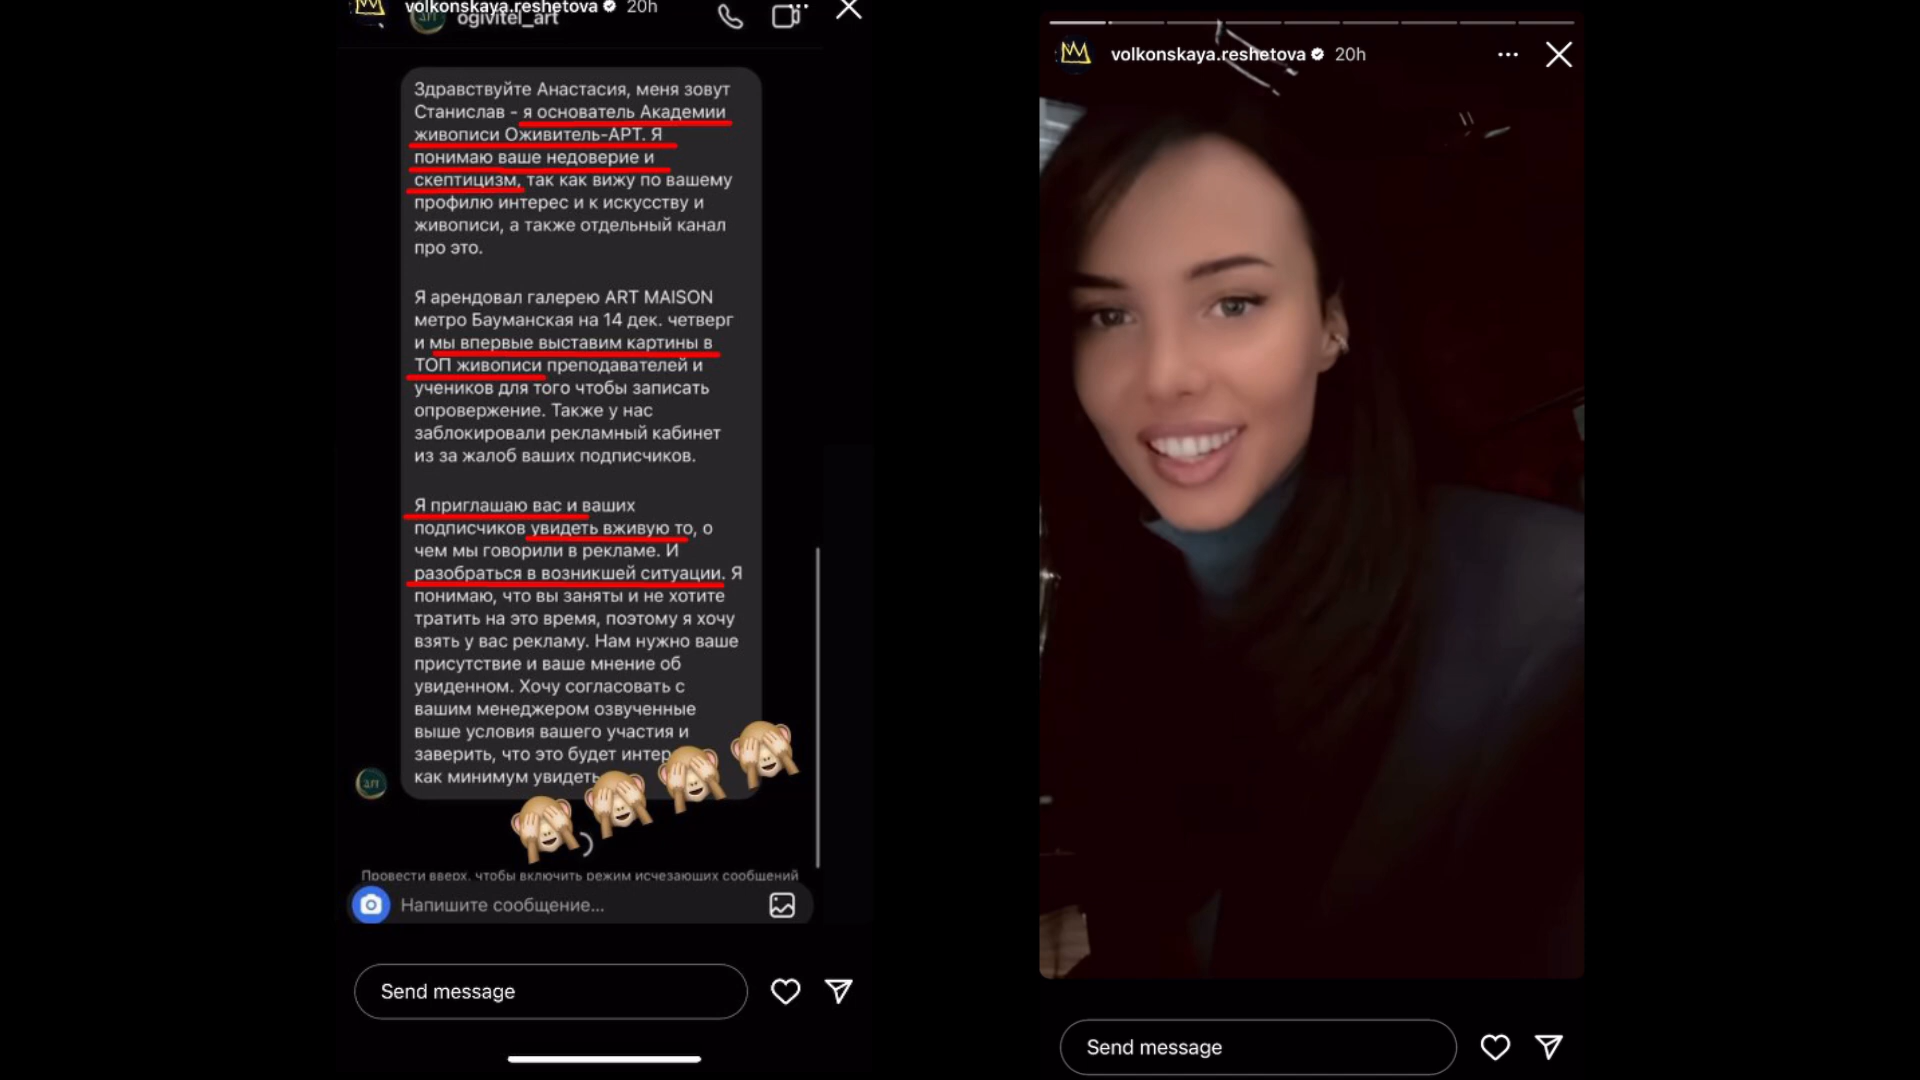 volkonskaya.reshetova 20h
ogivitel_art
Здравствуйте Анастасия, меня зовут
Станислав - я основатель Академии
живописи Оживитель-АРТ. Я
понимаю ваше недоверие и
скептицизм, так как вижу по вашему
профилю интерес и к искусству и
живописи, а также отдельный канал
про это.
Я арендовал галерею ART MAISON
метро Бауманская на 14 дек. четверг
и мы впервые выставим картины в
ТОП живописи преподавателей и
учеников для того чтобы записать
опровержение. Также у нас
заблокировали рекламный кабинет
из за жалоб ваших подписчиков.
Я приглашаю вас и ваших
подписчиков увидеть вживую то, о
чем мы говорили в рекламе. И
разобраться в возникшей ситуации. Я
понимаю, что вы заняты и не хотите
тратить на это время, поэтому я хочу
взять у вас рекламу. Нам нужно ваше
присутствие и ваше мнение об
увиденном. Хочу согласовать с
вашим менеджером озвученные
выше условия вашего участия и
заверить, что это будет интер
как минимум увидеть
Провести вверх, чтобы включить режим исчезающих сообщений
Напишите сообщение...
Send message
volkonskaya.reshetova 20h
Send message